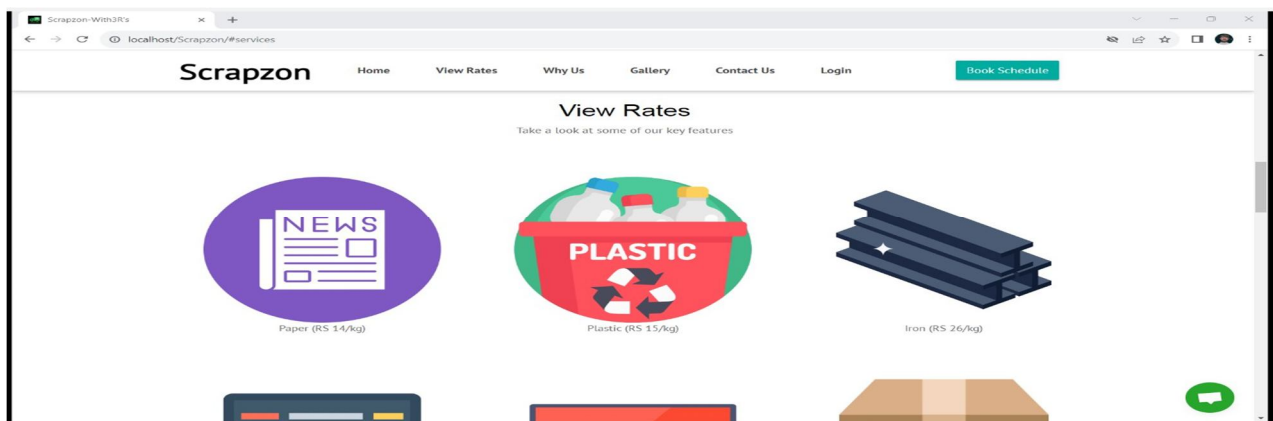 Scrapzon-With3R's
localhost/Scrapzon/#services
Scrapzon Home View Rates Why Us Gallery Contact Us Login Book Schedule
View Rates
Take a look at some of our key features
NEWS
PLASTIC
Paper (RS 14/kg) Plastic (RS 15/kg) Iron (RS 26/kg)